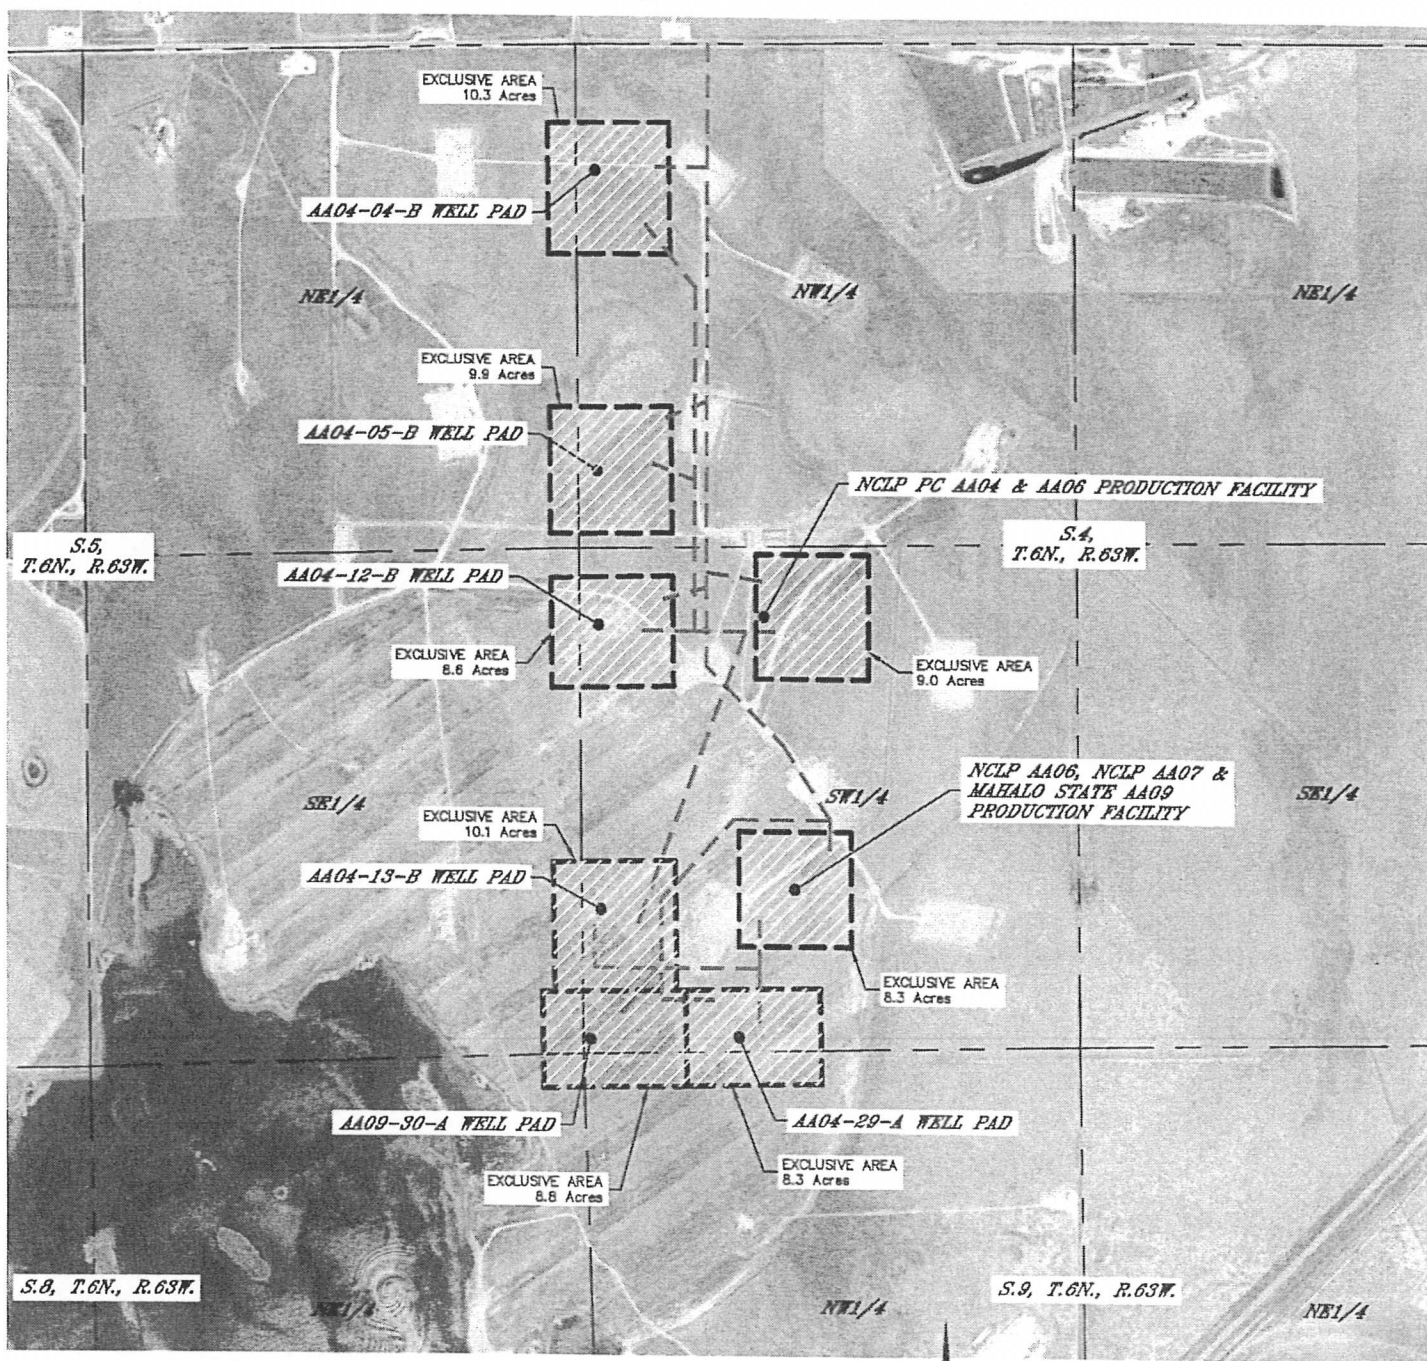 EXCLUSIVE AREA
10.3 Acres
AA04-04-B WELL PAD
NE1/4
NW1/4
NE1/4
EXCLUSIVE AREA
9.9 Acres
AA04-05-B WELL PAD
NCLP PC AA04 & AA06 PRODUCTION FACILITY
S.5,
T.6N., R.63W.
S.4,
T.6N., R.63W.
AA04-12-B WELL PAD
EXCLUSIVE AREA
8.6 Acres
EXCLUSIVE AREA
9.0 Acres
NCLP AA06, NCLP AA07 &
MAHALO STATE AA09
PRODUCTION FACILITY
SE1/4
SW1/4
SE1/4
EXCLUSIVE AREA
10.1 Acres
AA04-13-B WELL PAD
EXCLUSIVE AREA
8.3 Acres
AA09-30-A WELL PAD
AA04-29-A WELL PAD
EXCLUSIVE AREA
8.8 Acres
EXCLUSIVE AREA
8.3 Acres
S.8, T.6N., R.63W.
S.9, T.6N., R.63W.
NE1/4
NW1/4
NE1/4